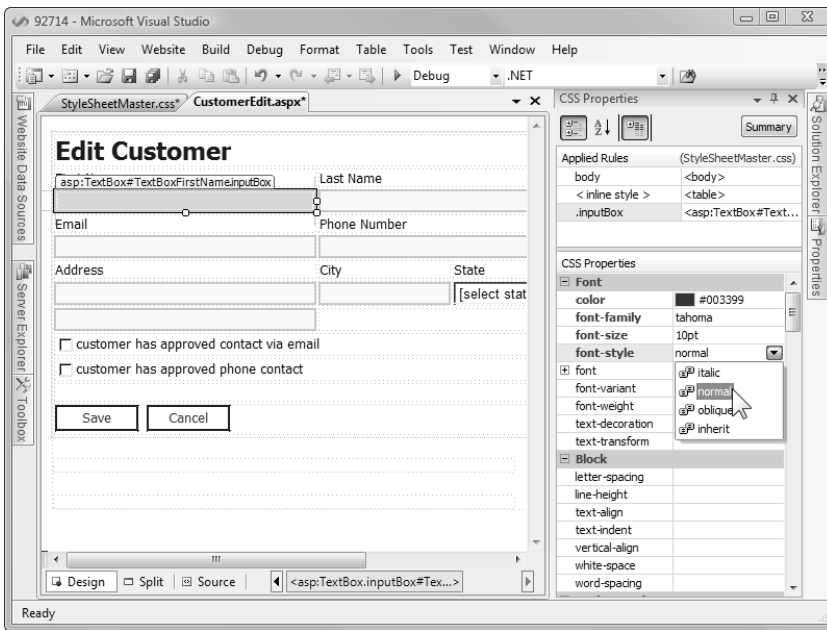 92714 - Microsoft Visual Studio
File Edit View Website Build Debug Format Table Tools Test Window Help
Debug .NET
StyleSheetMaster.css* CustomerEdit.aspx*
Website Data Sources
Server Explorer
Toolbox
Edit Customer
asp:TextBox#TextBoxFirstName.inputBox
Last Name
Email Phone Number
Address City State
[select stat
customer has approved contact via email
customer has approved phone contact
Save Cancel
Design Split Source <asp:TextBox.inputBox#Tex...>
CSS Properties
Summary
Applied Rules (StyleSheetMaster.css)
body <body>
< inline style > <table>
.inputBox <asp:TextBox#Text...
CSS Properties
Font
color #003399
font-family tahoma
font-size 10pt
font-style normal
font italic
font-variant normal
font-weight oblique
text-decoration inherit
text-transform
Block
letter-spacing
line-height
text-align
text-indent
vertical-align
white-space
word-spacing
Solution Explorer
Properties
Ready